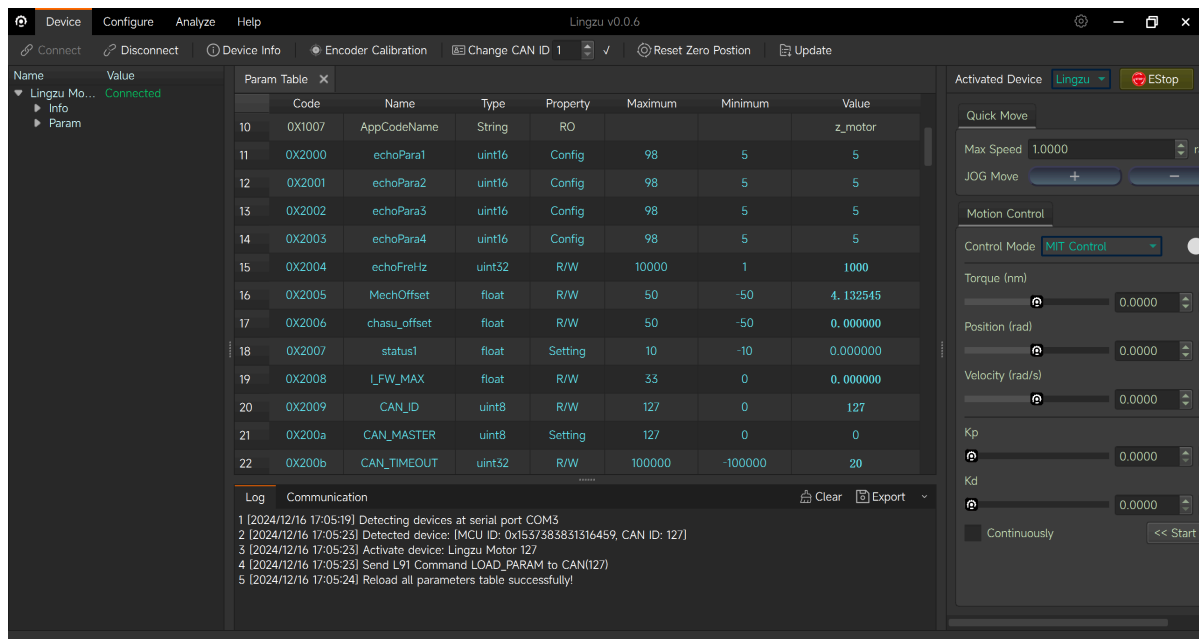 Device Configure Analyze Help Lingzu v0.0.6
Connect Disconnect Device Info Encoder Calibration Change CAN ID 1 √ Reset Zero Postion Update
Name Value
Lingzu Mo... Connected
Info
Param
Param Table
Code Name Type Property Maximum Minimum Value
10 0X1007 AppCodeName String RO z_motor
11 0X2000 echoPara1 uint16 Config 98 5 5
12 0X2001 echoPara2 uint16 Config 98 5 5
13 0X2002 echoPara3 uint16 Config 98 5 5
14 0X2003 echoPara4 uint16 Config 98 5 5
15 0X2004 echoFreHz uint32 R/W 10000 1 1000
16 0X2005 MechOffset float R/W 50 -50 4.132545
17 0X2006 chasu_offset float R/W 50 -50 0.000000
18 0X2007 status1 float Setting 10 -10 0.000000
19 0X2008 I_FW_MAX float R/W 33 0 0.000000
20 0X2009 CAN_ID uint8 R/W 127 0 127
21 0X200a CAN_MASTER uint8 Setting 127 0 0
22 0X200b CAN_TIMEOUT uint32 R/W 100000 -100000 20
Log Communication Clear Export
1 [2024/12/16 17:05:19] Detecting devices at serial port COM3
2 [2024/12/16 17:05:23] Detected device: [MCU ID: 0x1537383831316459, CAN ID: 127]
3 [2024/12/16 17:05:23] Activate device: Lingzu Motor 127
4 [2024/12/16 17:05:23] Send L91 Command LOAD_PARAM to CAN(127)
5 [2024/12/16 17:05:24] Reload all parameters table successfully!
Activated Device Lingzu EStop
Quick Move
Max Speed 1.0000
JOG Move + −
Motion Control
Control Mode MIT Control
Torque (nm)
0.0000
Position (rad)
0.0000
Velocity (rad/s)
0.0000
Kp
0.0000
Kd
0.0000
Continuously << Start